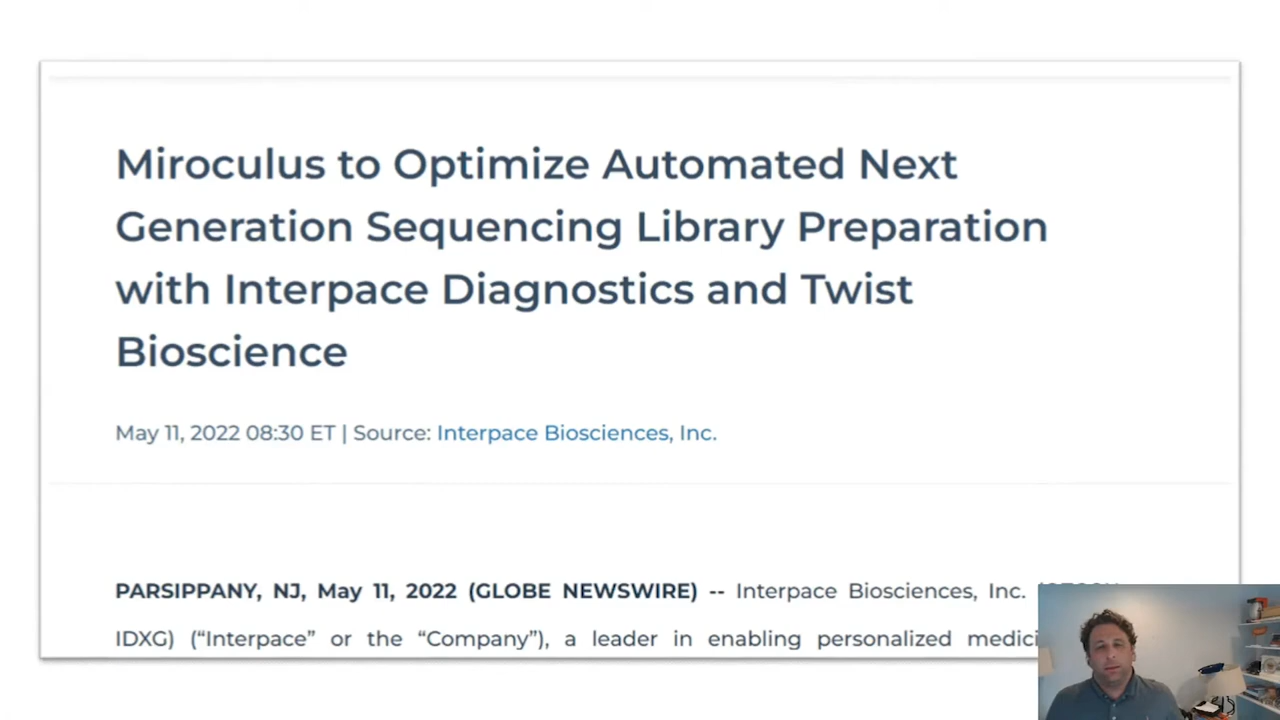 Miroculus to Optimize Automated Next
Generation Sequencing Library Preparation
with Interpace Diagnostics and Twist
Bioscience
May 11, 2022 08:30 ET | Source: Interpace Biosciences, Inc.
PARSIPPANY, NJ, May 11, 2022 (GLOBE NEWSWIRE) -- Interpace Biosciences, Inc.
IDXG) (“Interpace” or the “Company”), a leader in enabling personalized